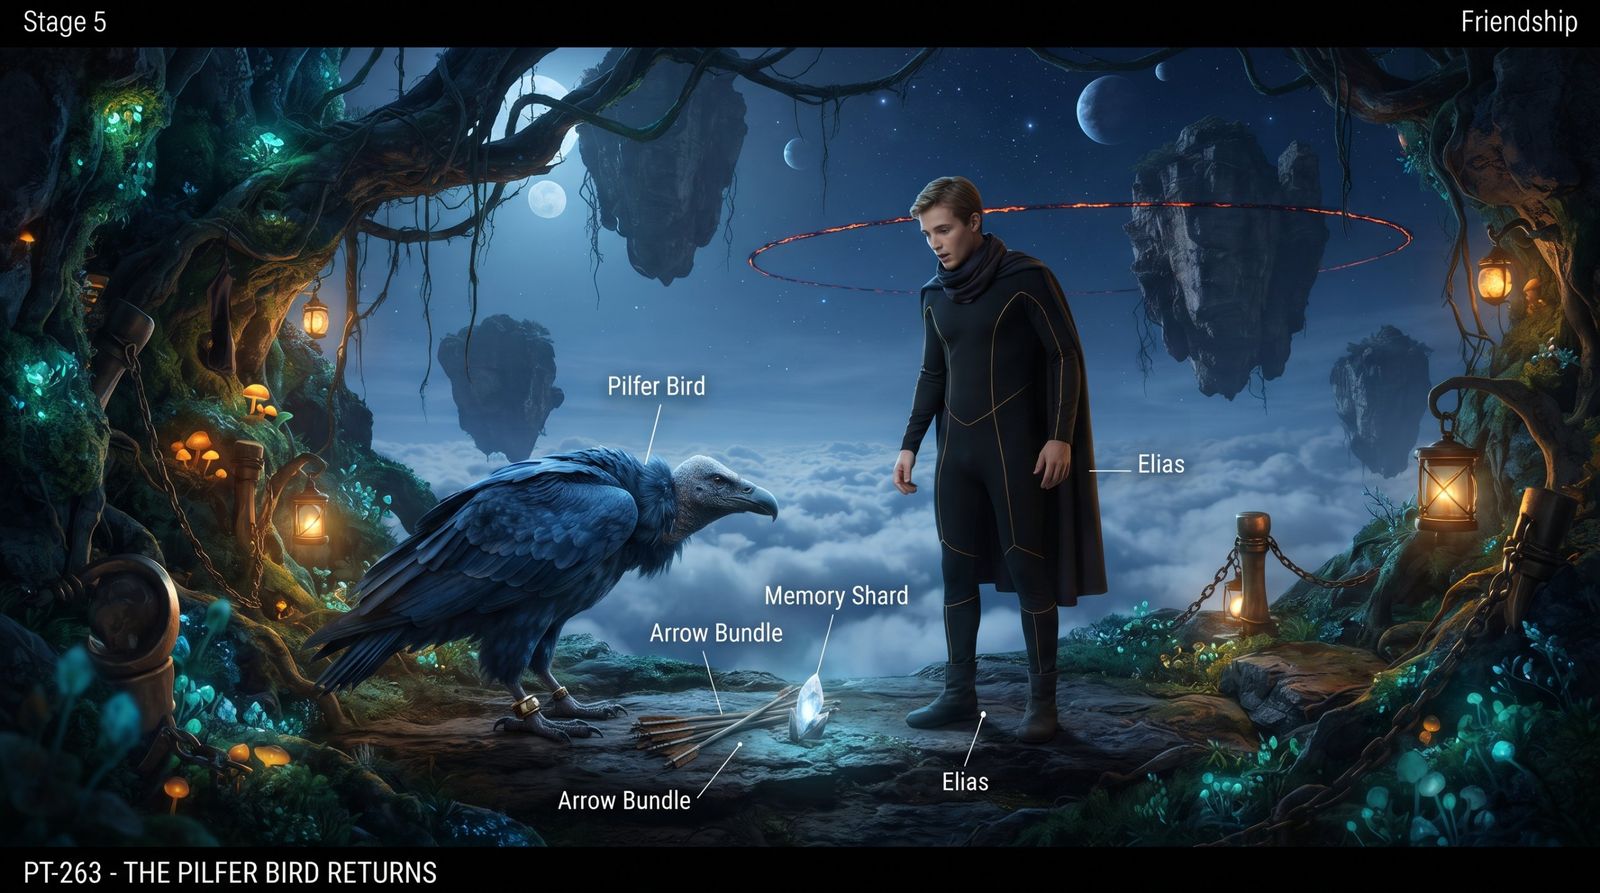 Stage 5
Friendship
Pilfer Bird
Elias
Memory Shard
Arrow Bundle
Elias
Arrow Bundle
PT-263 - THE PILFER BIRD RETURNS